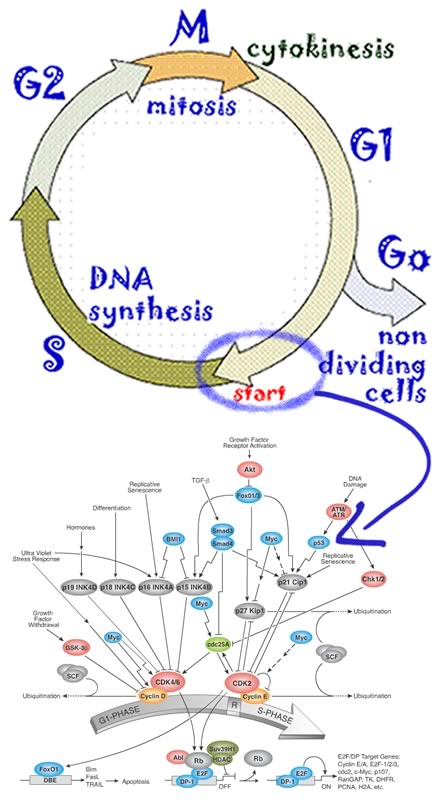 M
cytokinesis
G2
mitosis
G1
Go
DNA
synthesis
non
dividing
cells
S
start
Growth Factor
Receptor Activation
Akt
Replicative
Senescence
TGF-β
Fox01/3
DNA
Damage
ATM/
ATR
Differentiation
Hormones
BMI1
Smad3
Smad4
Myc
p53
Replicative
Senescence
Ultra Violet
Stress Response
p19 INK4D
p18 INK4C
p16 INK4A
p15 INK4B
p21 Cip1
Chk1/2
Myc
p27 Kip1
Ubiquitination
Growth
Factor
Withdrawal
Myc
cdc25A
Myc
GSK-3β
SCF
SCF
CDK4/6
CDK2
Ubiquitination
Cyclin D
Cyclin E
Ubiquitination
G1-PHASE
R
S-PHASE
FoxO1
DBE
Bim
FasL
TRAIL
Apoptosis
Abl
Rb
Suv39H1
HDAC
E2F
DP-1
OFF
Rb
E2F
DP-1
ON
E2F/DP Target Genes:
Cyclin E/A, E2F-1/2/3,
cdc2, c-Myc, p107,
RanGAP, TK, DHFR,
PCNA, H2A, etc.